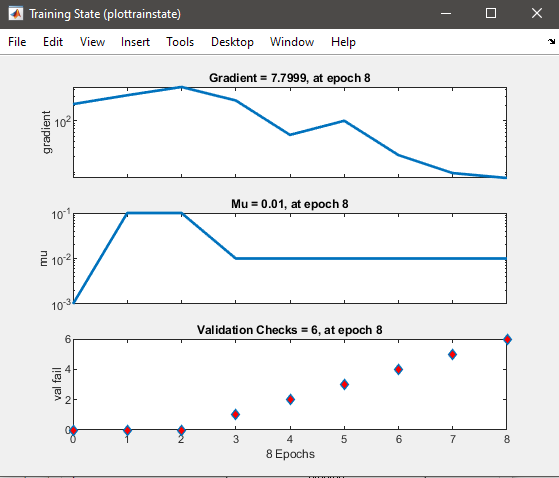 Training State (plottrainstate)
File Edit View Insert Tools Desktop Window Help
Gradient = 7.7999, at epoch 8
10²
gradient
Mu = 0.01, at epoch 8
10⁻¹
10⁻²
10⁻³
mu
Validation Checks = 6, at epoch 8
6
4
2
0
val fail
0 1 2 3 4 5 6 7 8
8 Epochs